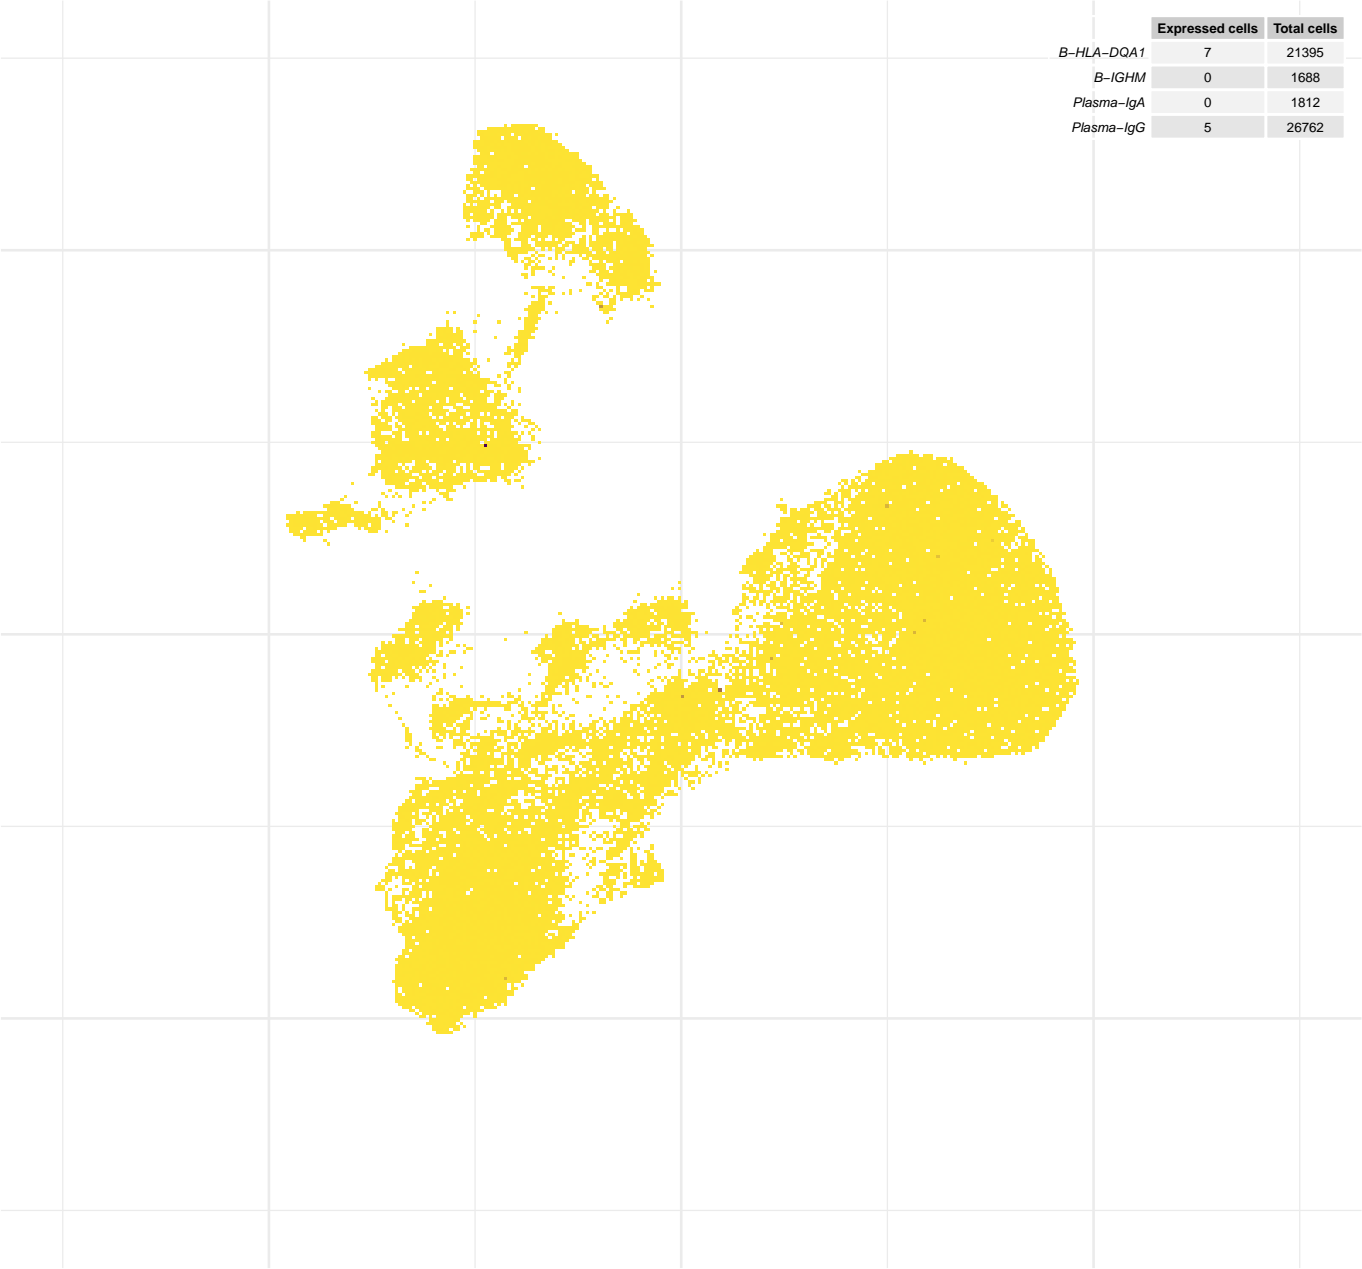 Expressed cells Total cells
B−HLA−DQA1 7 21395
B−IGHM 0 1688
Plasma−IgA 0 1812
Plasma−IgG 5 26762